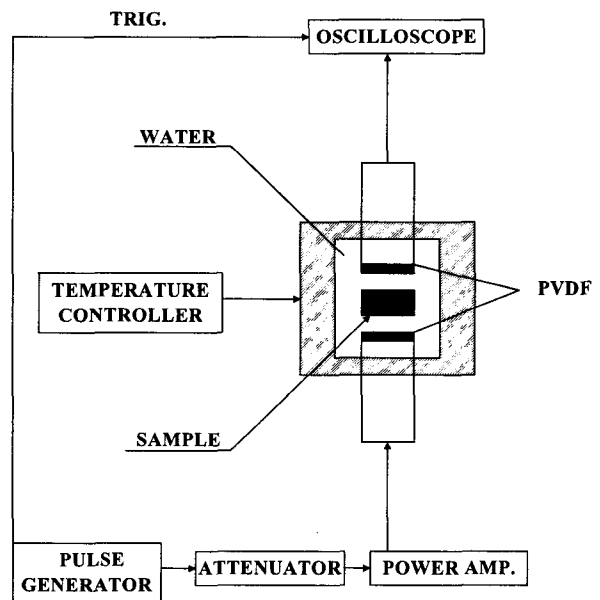 TRIG.
OSCILLOSCOPE
WATER
TEMPERATURE
CONTROLLER
PVDF
SAMPLE
PULSE
GENERATOR
ATTENUATOR
POWER AMP.